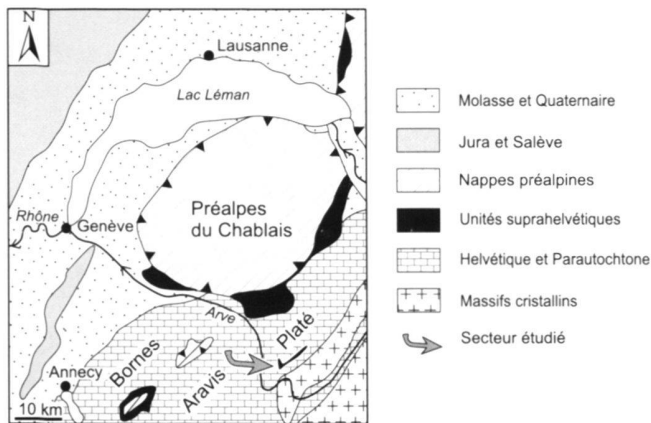 N
Lausanne
Lac Léman
Préalpes
du Chablais
Rhône
Genève
Arve
Platé
Bornes
Aravis
Annecy
10 km
Molasse et Quaternaire
Jura et Salève
Nappes préalpines
Unités suprahelvétiques
Helvétique et Parautochtone
Massifs cristallins
Secteur étudié